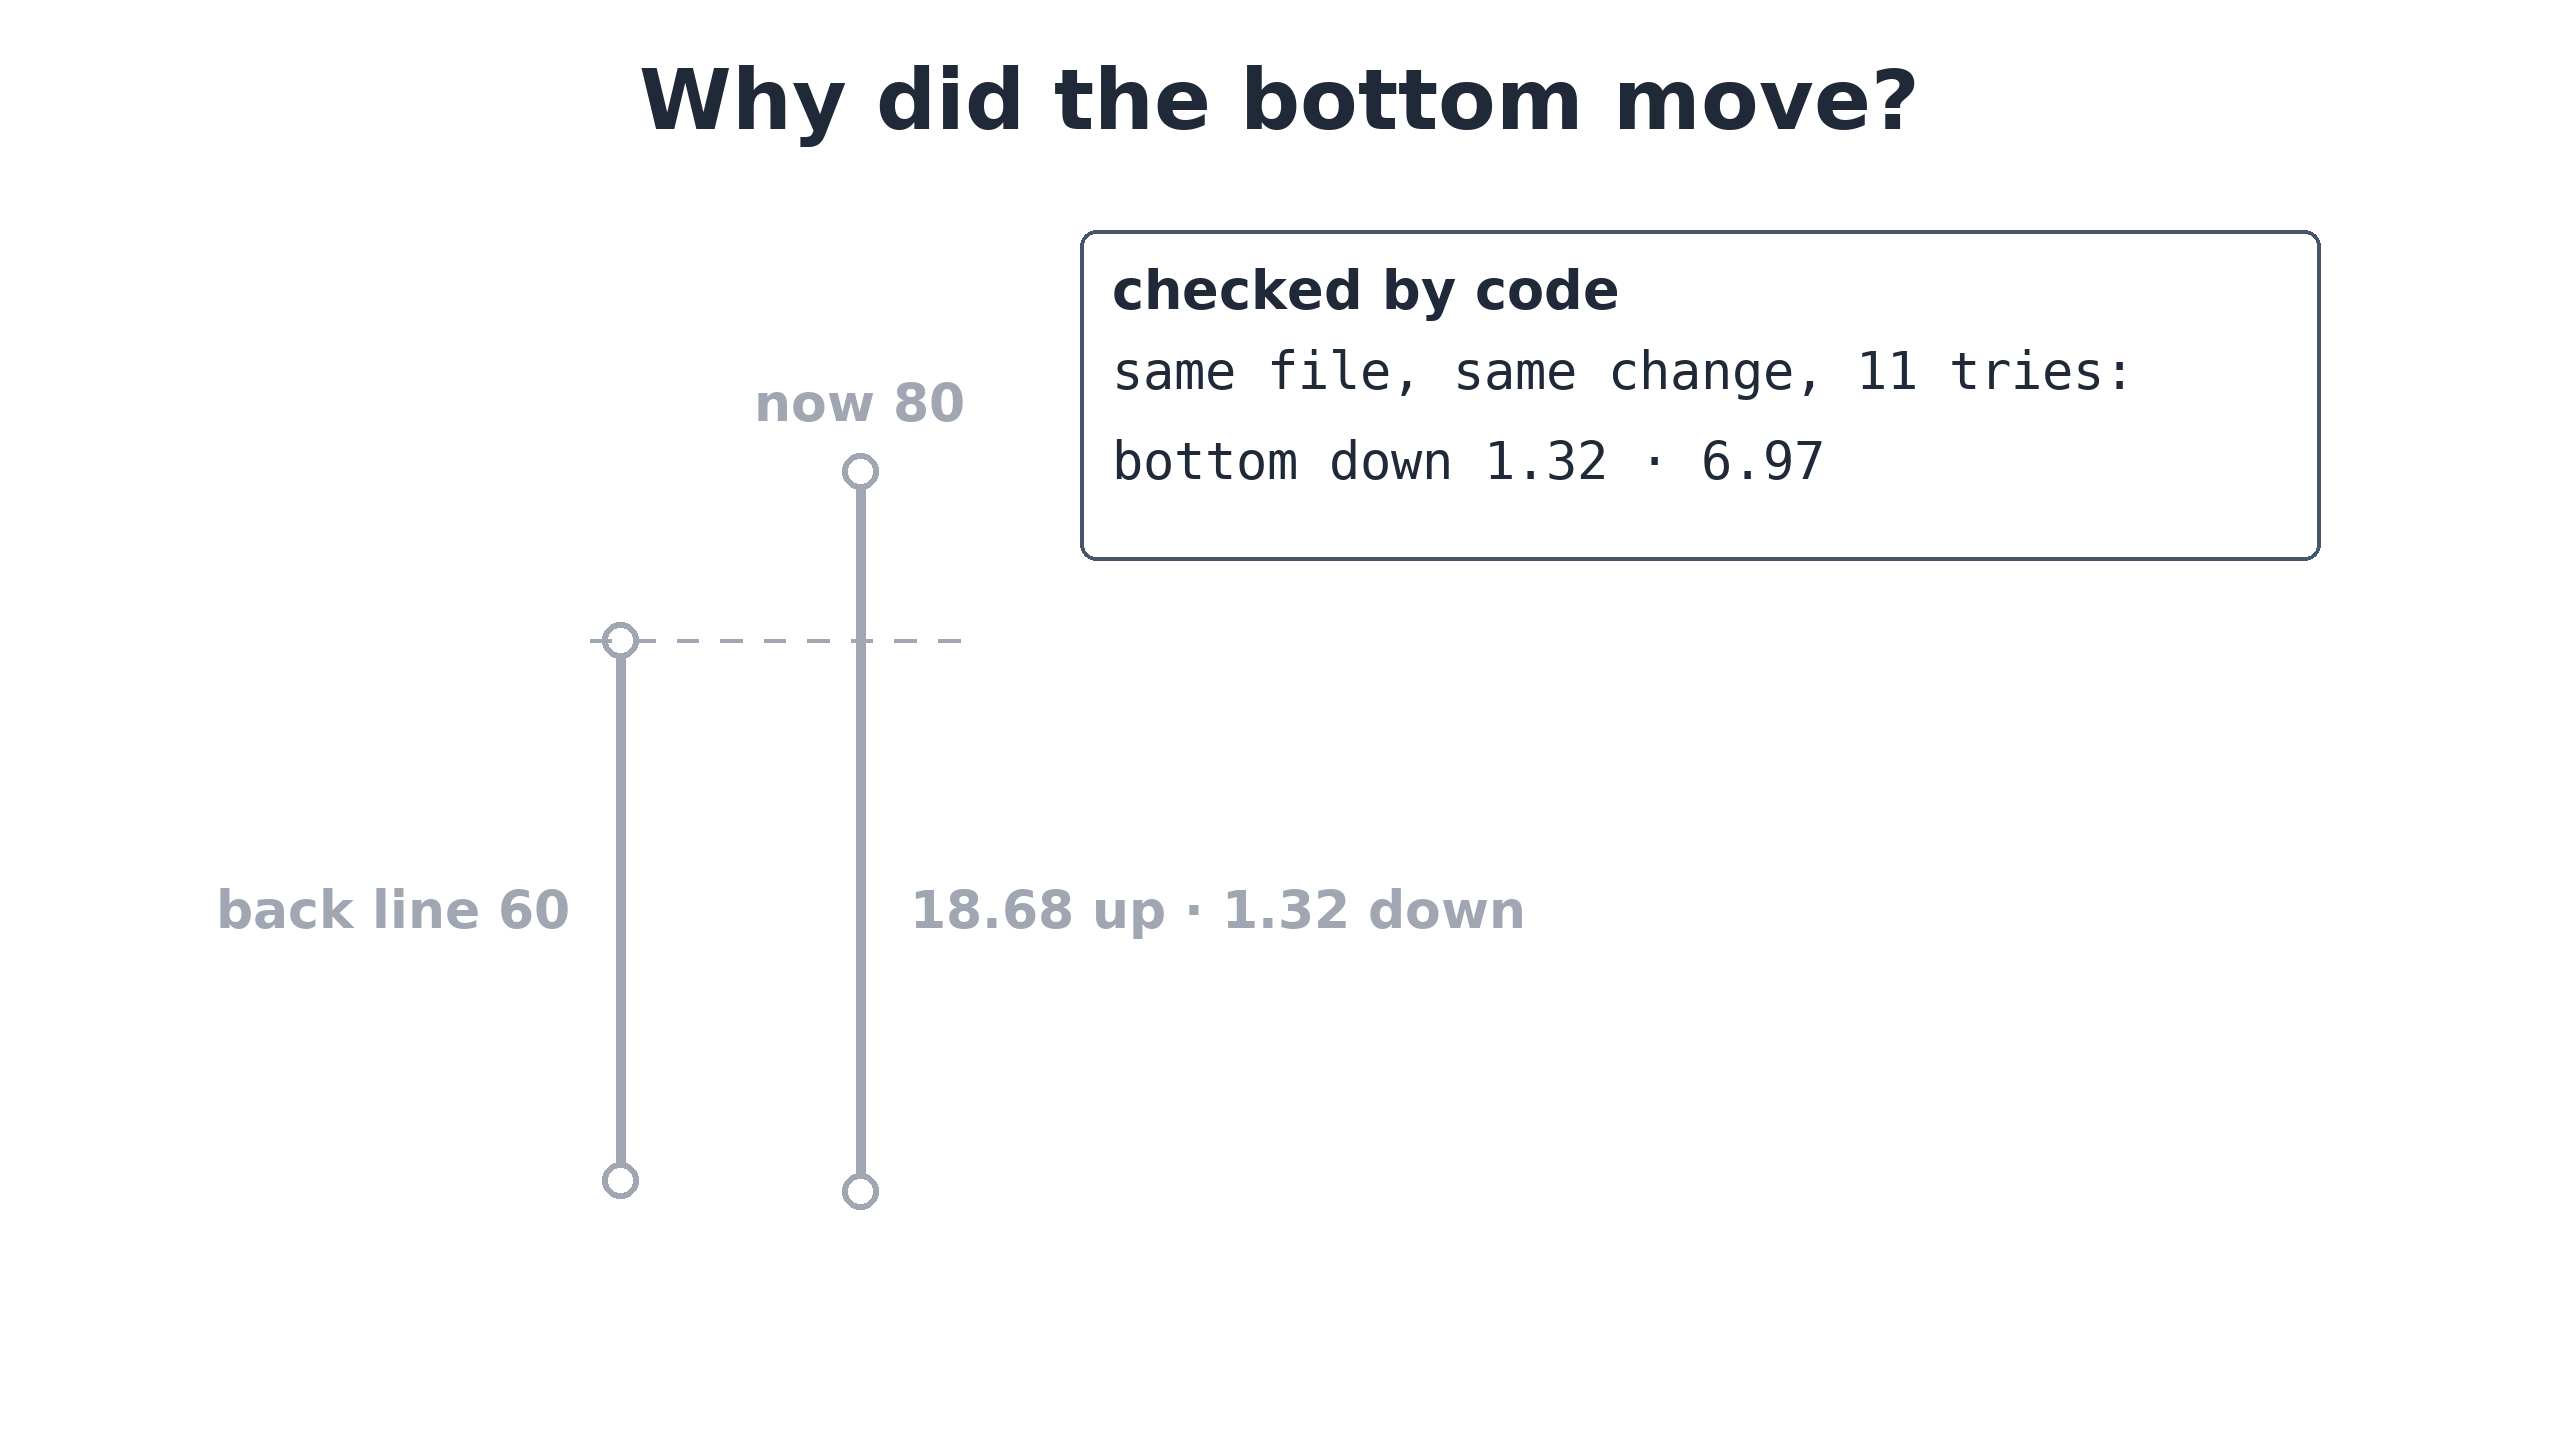 Why did the bottom move?
checked by code
same file, same change, 11 tries:
bottom down 1.32 · 6.97
now 80
back line 60
18.68 up · 1.32 down